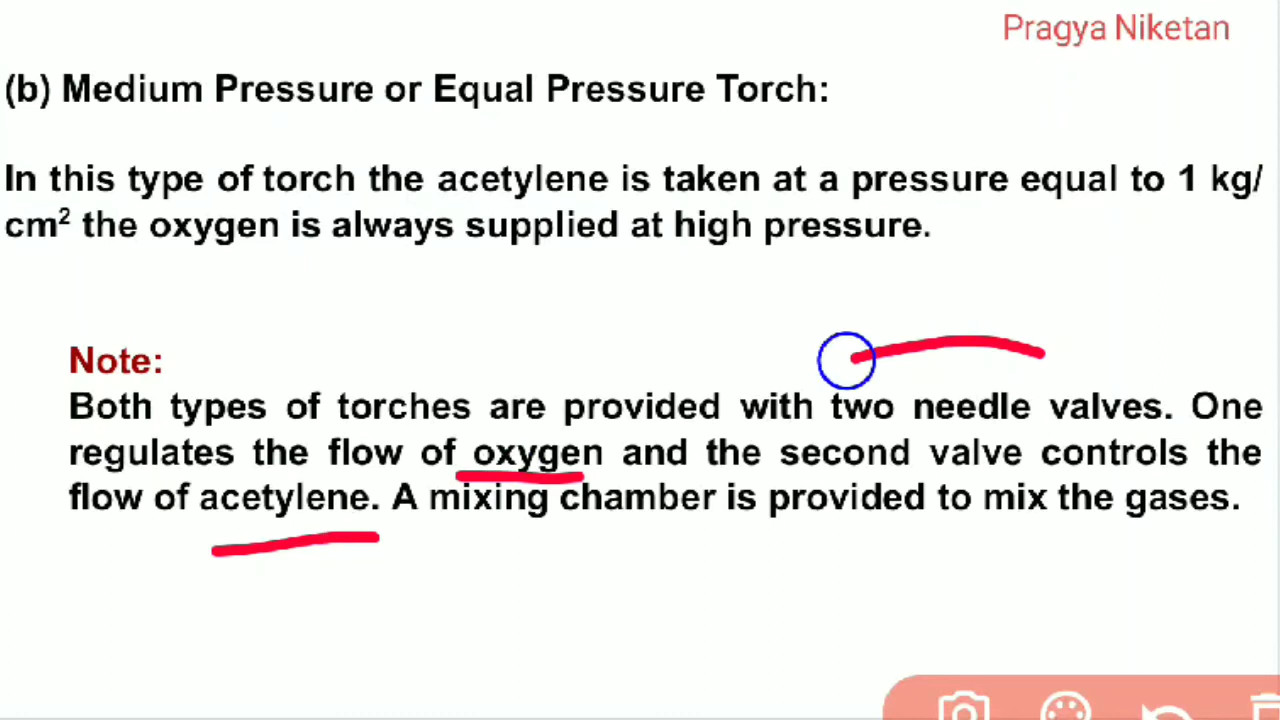 Pragya Niketan
(b) Medium Pressure or Equal Pressure Torch:
In this type of torch the acetylene is taken at a pressure equal to 1 kg/
cm² the oxygen is always supplied at high pressure.
Note:
Both types of torches are provided with two needle valves. One
regulates the flow of oxygen and the second valve controls the
flow of acetylene. A mixing chamber is provided to mix the gases.